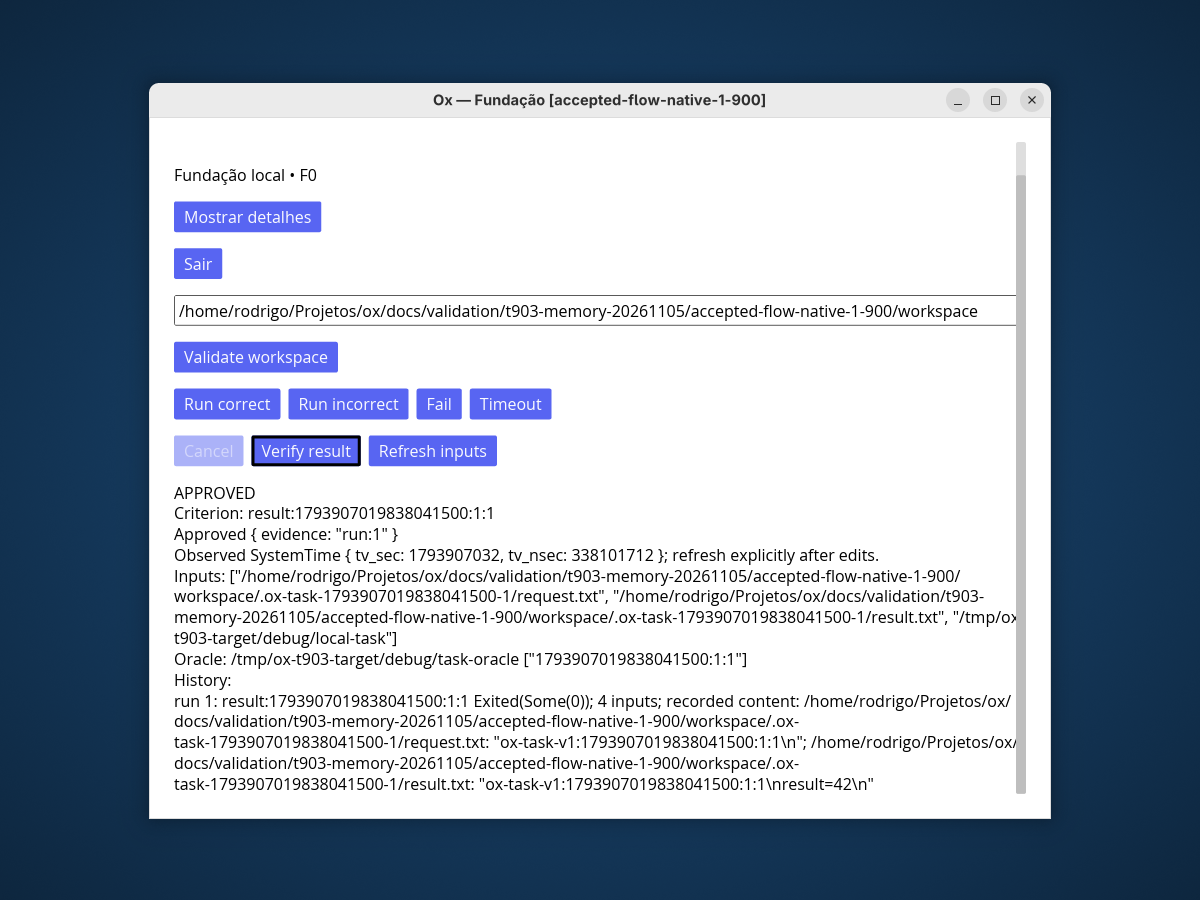 Ox — Fundação [accepted-flow-native-1-900]
Fundação local • F0
Mostrar detalhes
Sair
/home/rodrigo/Projetos/ox/docs/validation/t903-memory-20261105/accepted-flow-native-1-900/workspace
Validate workspace
Run correct Run incorrect Fail Timeout
Cancel Verify result Refresh inputs
APPROVED
Criterion: result:1793907019838041500:1:1
Approved { evidence: "run:1" }
Observed SystemTime { tv_sec: 1793907032, tv_nsec: 338101712 }; refresh explicitly after edits.
Inputs: ["/home/rodrigo/Projetos/ox/docs/validation/t903-memory-20261105/accepted-flow-native-1-900/
workspace/.ox-task-1793907019838041500-1/request.txt", "/home/rodrigo/Projetos/ox/docs/validation/t903-
memory-20261105/accepted-flow-native-1-900/workspace/.ox-task-1793907019838041500-1/result.txt", "/tmp/ox
t903-target/debug/local-task"]
Oracle: /tmp/ox-t903-target/debug/task-oracle ["1793907019838041500:1:1"]
History:
run 1: result:1793907019838041500:1:1 Exited(Some(0)); 4 inputs; recorded content: /home/rodrigo/Projetos/ox/
docs/validation/t903-memory-20261105/accepted-flow-native-1-900/workspace/.ox-
task-1793907019838041500-1/request.txt: "ox-task-v1:1793907019838041500:1:1\n"; /home/rodrigo/Projetos/ox/
docs/validation/t903-memory-20261105/accepted-flow-native-1-900/workspace/.ox-
task-1793907019838041500-1/result.txt: "ox-task-v1:1793907019838041500:1:1\nresult=42\n"